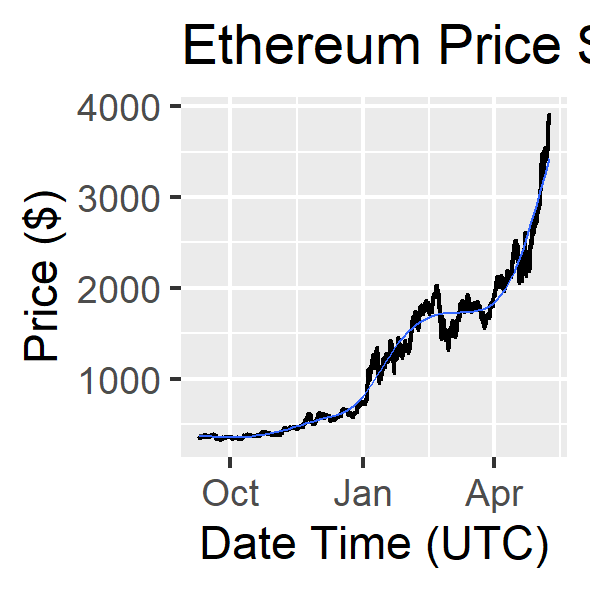 Ethereum Price
4000
3000
2000
1000
Price ($)
Oct Jan Apr
Date Time (UTC)